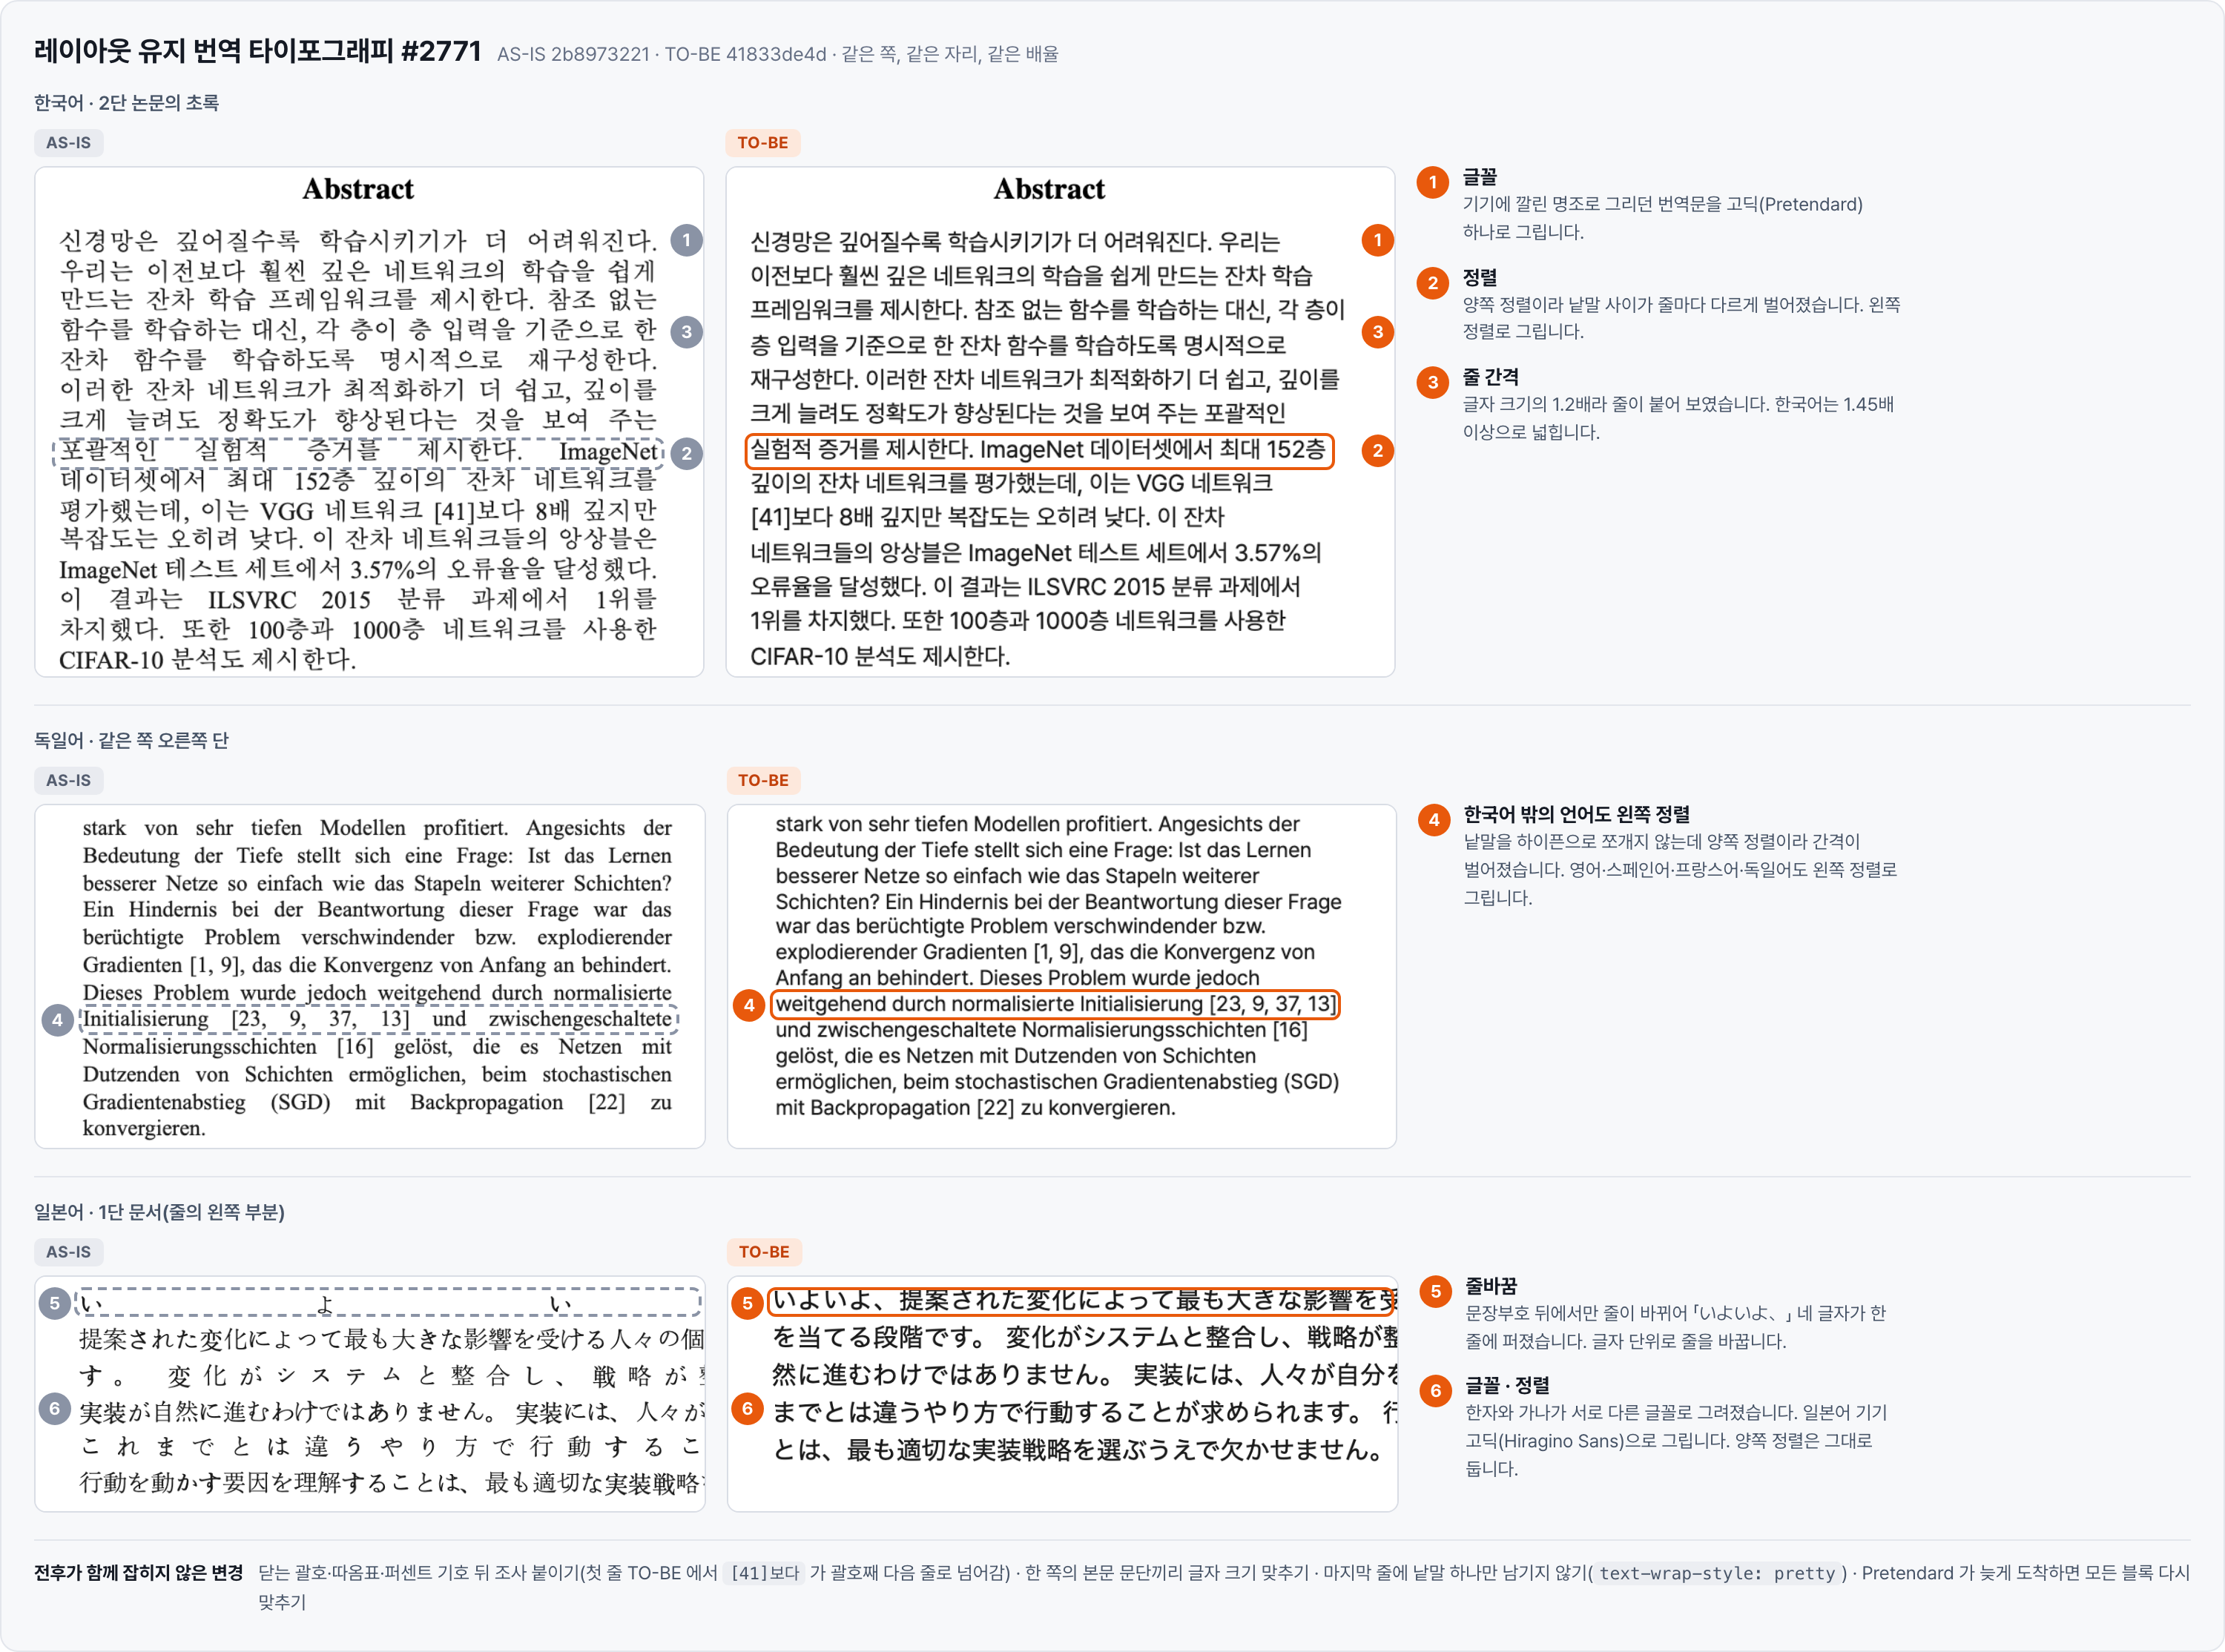 레이아웃 유지 번역 타이포그래피 #2771 AS-IS 2b8973221 · TO-BE 41833de4d · 같은 쪽, 같은 자리, 같은 배율
한국어 · 2단 논문의 초록
AS-IS
Abstract
신경망은 깊어질수록 학습시키기가 더 어려워진다.
우리는 이전보다 훨씬 깊은 네트워크의 학습을 쉽게
만드는 잔차 학습 프레임워크를 제시한다. 참조 없는
함수를 학습하는 대신, 각 층이 층 입력을 기준으로 한
잔차 함수를 학습하도록 명시적으로 재구성한다.
이러한 잔차 네트워크가 최적화하기 더 쉽고, 깊이를
크게 늘려도 정확도가 향상된다는 것을 보여 주는
포괄적인 실험적 증거를 제시한다. ImageNet
데이터셋에서 최대 152층 깊이의 잔차 네트워크를
평가했는데, 이는 VGG 네트워크 [41]보다 8배 깊지만
복잡도는 오히려 낮다. 이 잔차 네트워크들의 앙상블은
ImageNet 테스트 세트에서 3.57%의 오류율을 달성했다.
이 결과는 ILSVRC 2015 분류 과제에서 1위를
차지했다. 또한 100층과 1000층 네트워크를 사용한
CIFAR-10 분석도 제시한다.
1
3
2
TO-BE
Abstract
신경망은 깊어질수록 학습시키기가 더 어려워진다. 우리는
이전보다 훨씬 깊은 네트워크의 학습을 쉽게 만드는 잔차 학습
프레임워크를 제시한다. 참조 없는 함수를 학습하는 대신, 각 층이
층 입력을 기준으로 한 잔차 함수를 학습하도록 명시적으로
재구성한다. 이러한 잔차 네트워크가 최적화하기 더 쉽고, 깊이를
크게 늘려도 정확도가 향상된다는 것을 보여 주는 포괄적인
실험적 증거를 제시한다. ImageNet 데이터셋에서 최대 152층
깊이의 잔차 네트워크를 평가했는데, 이는 VGG 네트워크
[41]보다 8배 깊지만 복잡도는 오히려 낮다. 이 잔차
네트워크들의 앙상블은 ImageNet 테스트 세트에서 3.57%의
오류율을 달성했다. 이 결과는 ILSVRC 2015 분류 과제에서
1위를 차지했다. 또한 100층과 1000층 네트워크를 사용한
CIFAR-10 분석도 제시한다.
1
3
2
1 글꼴
기기에 깔린 명조로 그리던 번역문을 고딕(Pretendard)
하나로 그립니다.
2 정렬
양쪽 정렬이라 낱말 사이가 줄마다 다르게 벌어졌습니다. 왼쪽
정렬로 그립니다.
3 줄 간격
글자 크기의 1.2배라 줄이 붙어 보였습니다. 한국어는 1.45배
이상으로 넓힙니다.
독일어 · 같은 쪽 오른쪽 단
AS-IS
stark von sehr tiefen Modellen profitiert. Angesichts der
Bedeutung der Tiefe stellt sich eine Frage: Ist das Lernen
besserer Netze so einfach wie das Stapeln weiterer Schichten?
Ein Hindernis bei der Beantwortung dieser Frage war das
berüchtigte Problem verschwindender bzw. explodierender
Gradienten [1, 9], das die Konvergenz von Anfang an behindert.
Dieses Problem wurde jedoch weitgehend durch normalisierte
4 Initialisierung [23, 9, 37, 13] und zwischengeschaltete
Normalisierungsschichten [16] gelöst, die es Netzen mit
Dutzenden von Schichten ermöglichen, beim stochastischen
Gradientenabstieg (SGD) mit Backpropagation [22] zu
konvergieren.
TO-BE
stark von sehr tiefen Modellen profitiert. Angesichts der
Bedeutung der Tiefe stellt sich eine Frage: Ist das Lernen
besserer Netze so einfach wie das Stapeln weiterer
Schichten? Ein Hindernis bei der Beantwortung dieser Frage
war das berüchtigte Problem verschwindender bzw.
explodierender Gradienten [1, 9], das die Konvergenz von
Anfang an behindert. Dieses Problem wurde jedoch
4 weitgehend durch normalisierte Initialisierung [23, 9, 37, 13]
und zwischengeschaltete Normalisierungsschichten [16]
gelöst, die es Netzen mit Dutzenden von Schichten
ermöglichen, beim stochastischen Gradientenabstieg (SGD)
mit Backpropagation [22] zu konvergieren.
4 한국어 밖의 언어도 왼쪽 정렬
낱말을 하이픈으로 쪼개지 않는데 양쪽 정렬이라 간격이
벌어졌습니다. 영어·스페인어·프랑스어·독일어도 왼쪽 정렬로
그립니다.
일본어 · 1단 문서(줄의 왼쪽 부분)
AS-IS
5 い よ い
提案された変化によって最も大きな影響を受ける人々の個
す。 変化がシステムと整合し、戦略が
6 実装が自然に進むわけではありません。 実装には、人々が
これまでとは違うやり方で行動するこ
行動を動かす要因を理解することは、最も適切な実装戦略
TO-BE
5 いよいよ、提案された変化によって最も大きな影響を受
を当てる段階です。 変化がシステムと整合し、戦略が整
然に進むわけではありません。 実装には、人々が自分を
6 までとは違うやり方で行動することが求められます。 行
とは、最も適切な実装戦略を選ぶうえで欠かせません。
5 줄바꿈
문장부호 뒤에서만 줄이 바뀌어 「いよいよ、」 네 글자가 한
줄에 퍼졌습니다. 글자 단위로 줄을 바꿉니다.
6 글꼴 · 정렬
한자와 가나가 서로 다른 글꼴로 그려졌습니다. 일본어 기기
고딕(Hiragino Sans)으로 그립니다. 양쪽 정렬은 그대로
둡니다.
전후가 함께 잡히지 않은 변경 닫는 괄호·따옴표·퍼센트 기호 뒤 조사 붙이기(첫 줄 TO-BE 에서 [41]보다 가 괄호째 다음 줄로 넘어감) · 한 쪽의 본문 문단끼리 글자 크기 맞추기 · 마지막 줄에 낱말 하나만 남기지 않기( text-wrap-style: pretty ) · Pretendard 가 늦게 도착하면 모든 블록 다시
맞추기